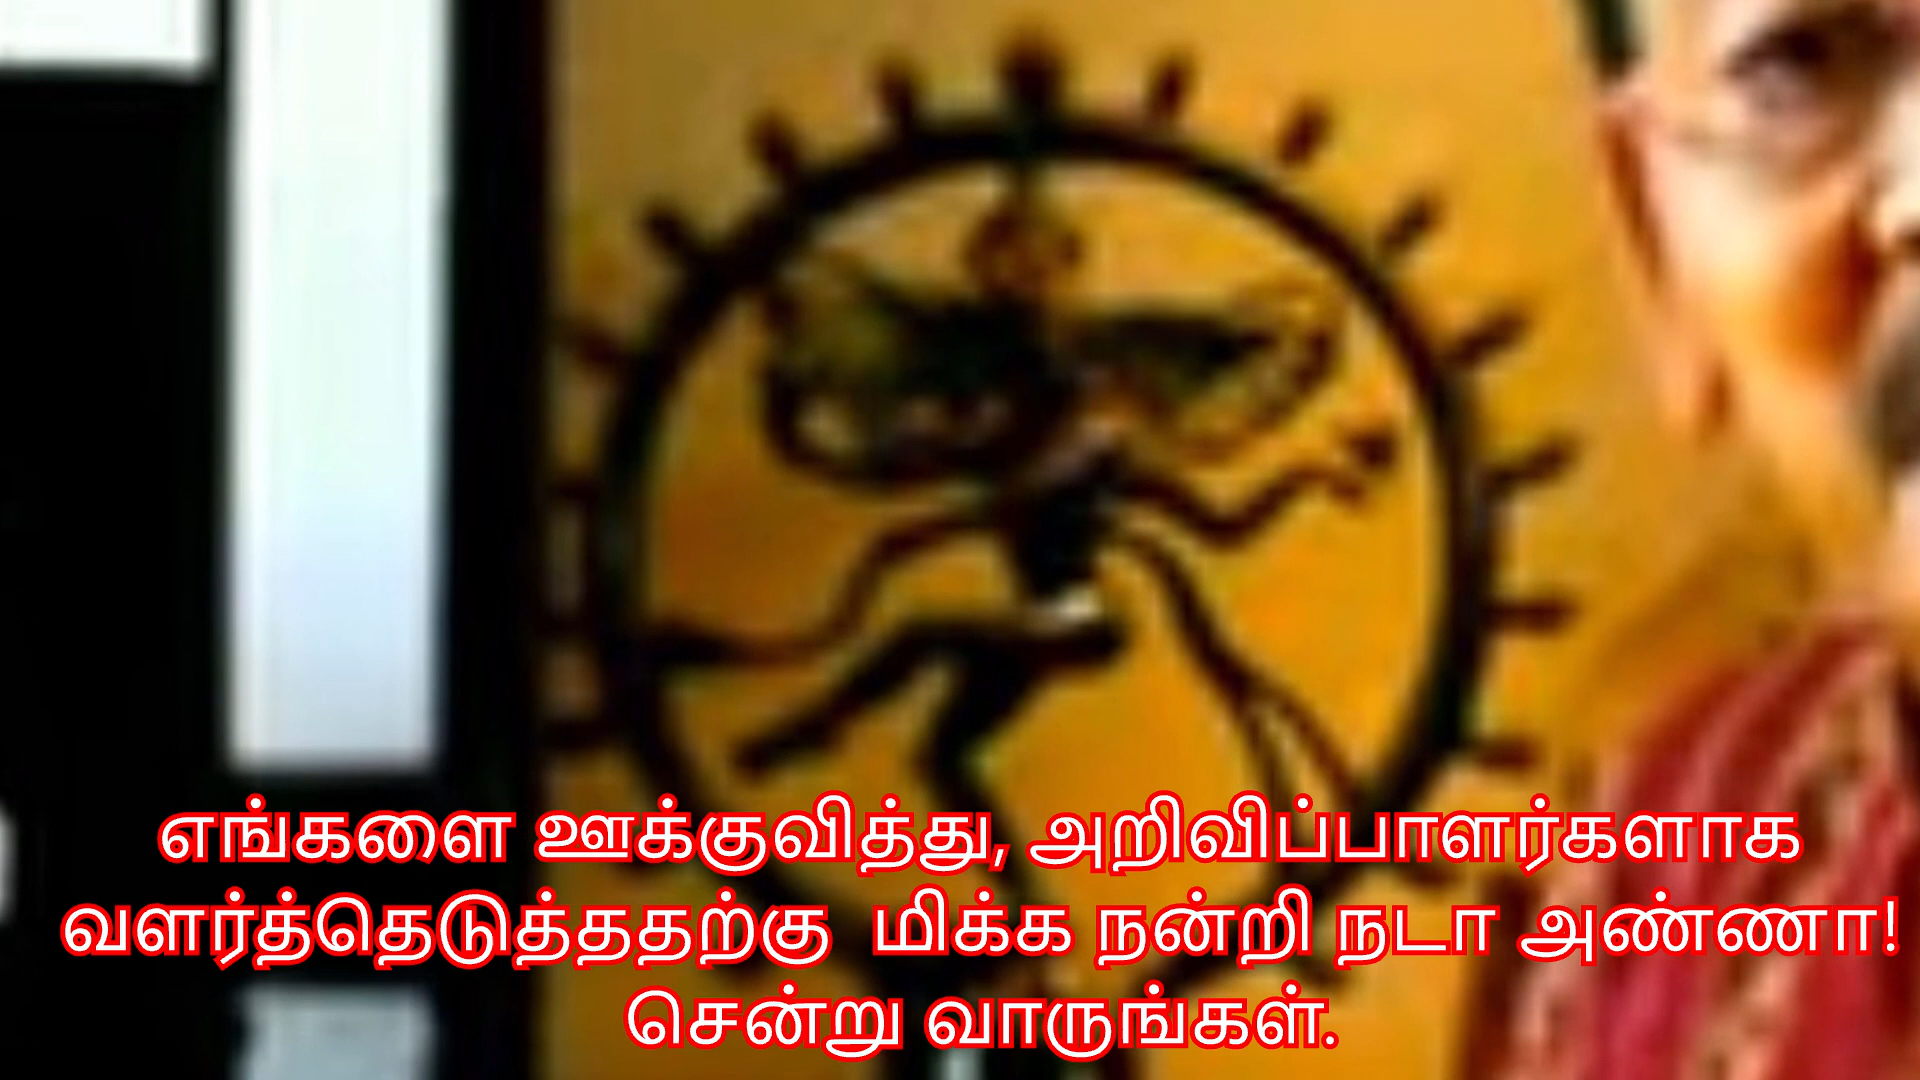 எங்களை ஊக்குவித்து, அறிவிப்பாளர்களாக
வளர்த்தெடுத்ததற்கு மிக்க நன்றி நடா அண்ணா!
சென்று வாருங்கள்.